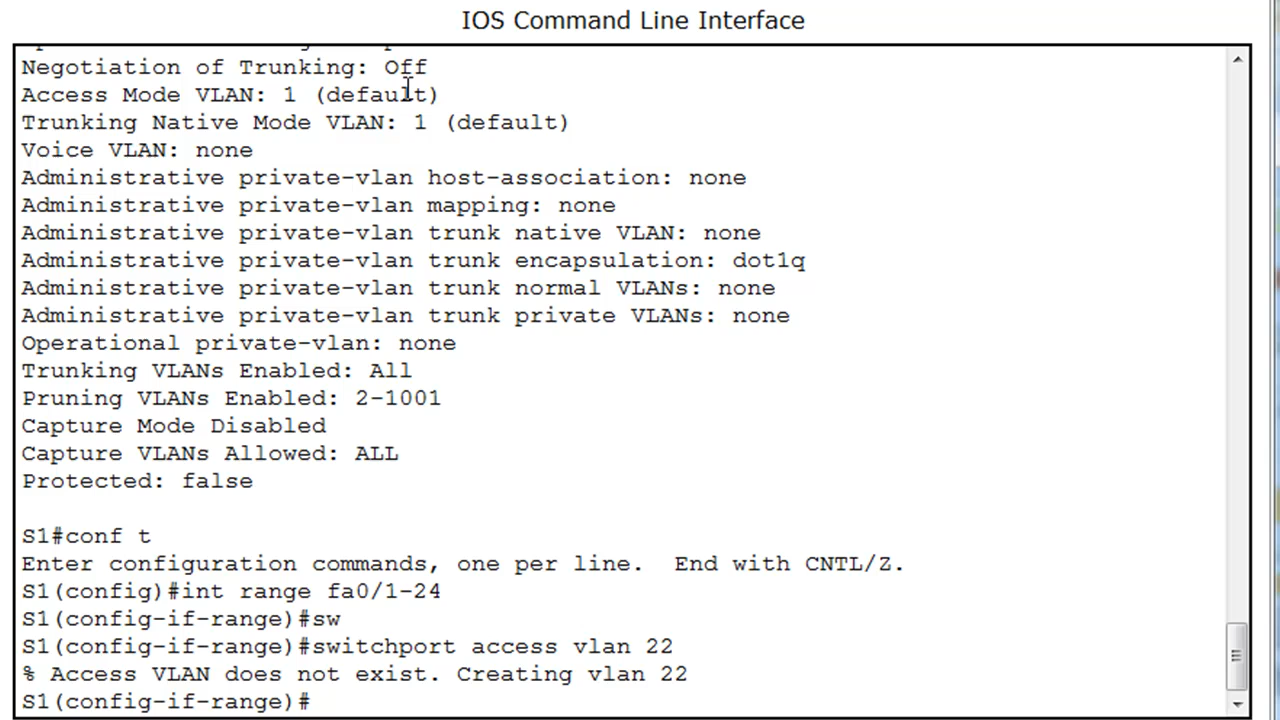 IOS Command Line Interface
Negotiation of Trunking: Off
Access Mode VLAN: 1 (default)
Trunking Native Mode VLAN: 1 (default)
Voice VLAN: none
Administrative private-vlan host-association: none
Administrative private-vlan mapping: none
Administrative private-vlan trunk native VLAN: none
Administrative private-vlan trunk encapsulation: dot1q
Administrative private-vlan trunk normal VLANs: none
Administrative private-vlan trunk private VLANs: none
Operational private-vlan: none
Trunking VLANs Enabled: All
Pruning VLANs Enabled: 2-1001
Capture Mode Disabled
Capture VLANs Allowed: ALL
Protected: false
S1#conf t
Enter configuration commands, one per line.  End with CNTL/Z.
S1(config)#int range fa0/1-24
S1(config-if-range)#sw
S1(config-if-range)#switchport access vlan 22
% Access VLAN does not exist. Creating vlan 22
S1(config-if-range)#